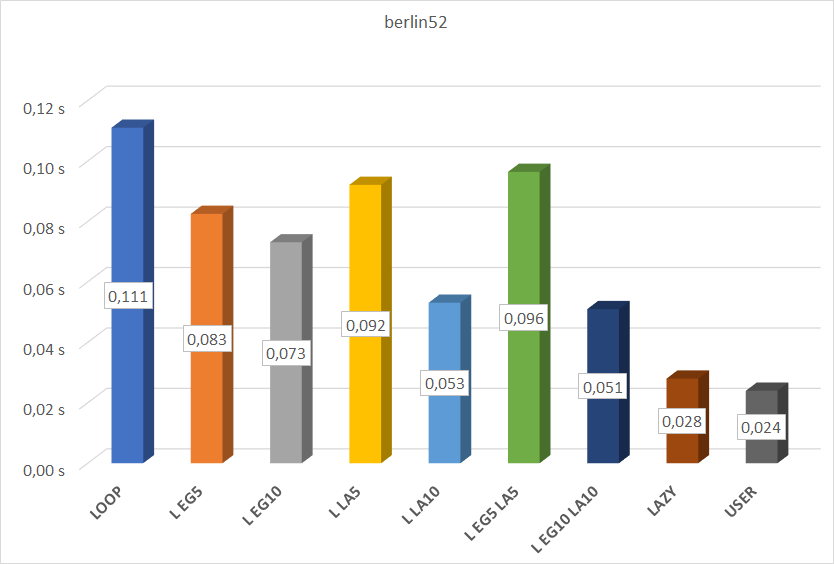 berlin52
0,12 s
0,10 s
0,08 s
0,06 s
0,04 s
0,02 s
0,00 s
0,111
0,083
0,073
0,092
0,053
0,096
0,051
0,028
0,024
LOOP
L EG5
L EG10
L LA5
L LA10
L EG5 LA5
L EG10 LA10
LAZY
USER